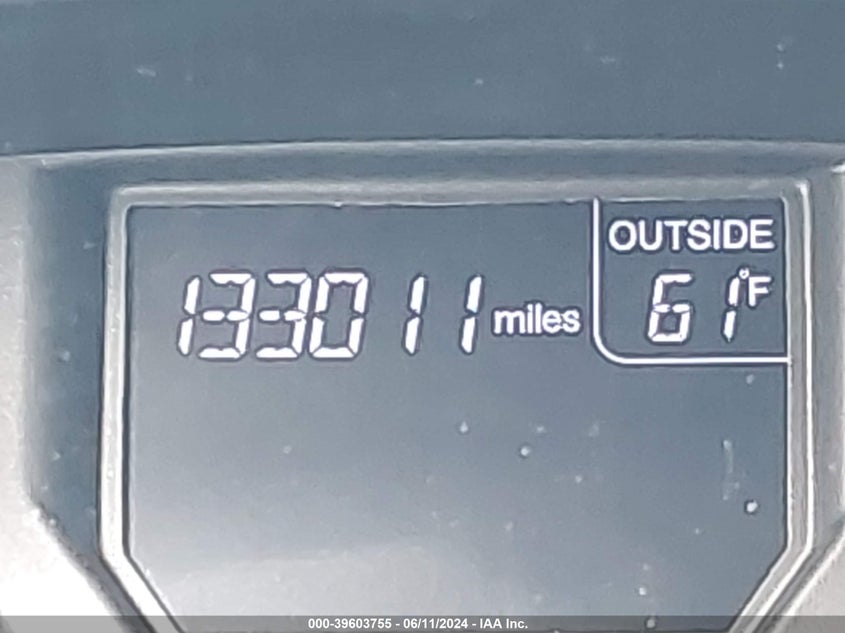 OUTSIDE
133011 miles 61°F
000-39603755 - 06/11/2024 - IAA Inc.